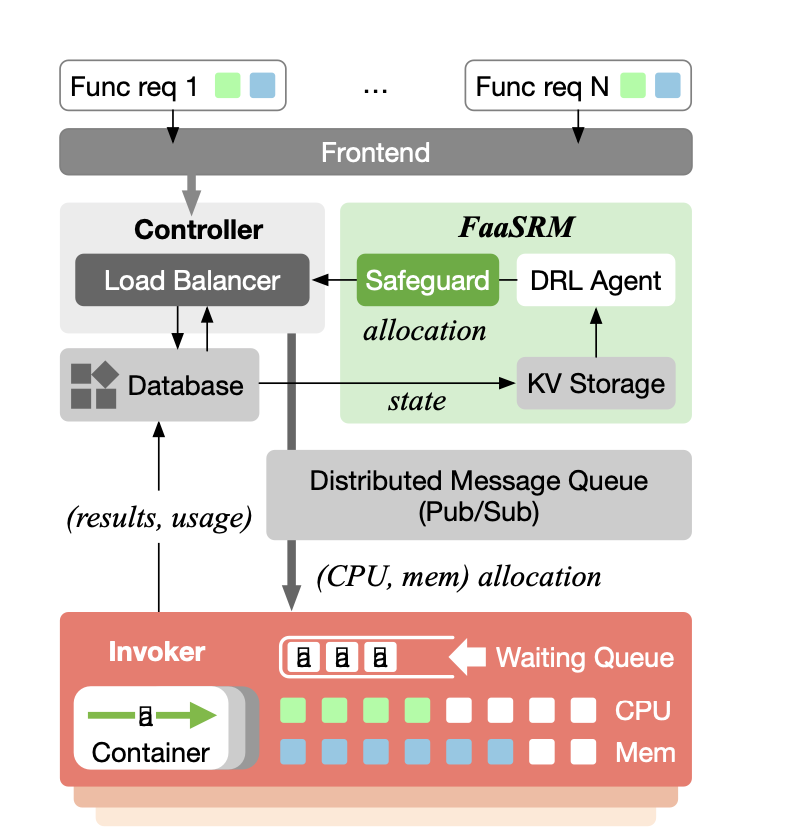 Func req 1
...
Func req N
Frontend
Controller
FaaSRM
Load Balancer
Safeguard
DRL Agent
allocation
Database
KV Storage
state
Distributed Message Queue
(Pub/Sub)
(results, usage)
(CPU, mem) allocation
Invoker
a a a
Waiting Queue
a
Container
CPU
Mem